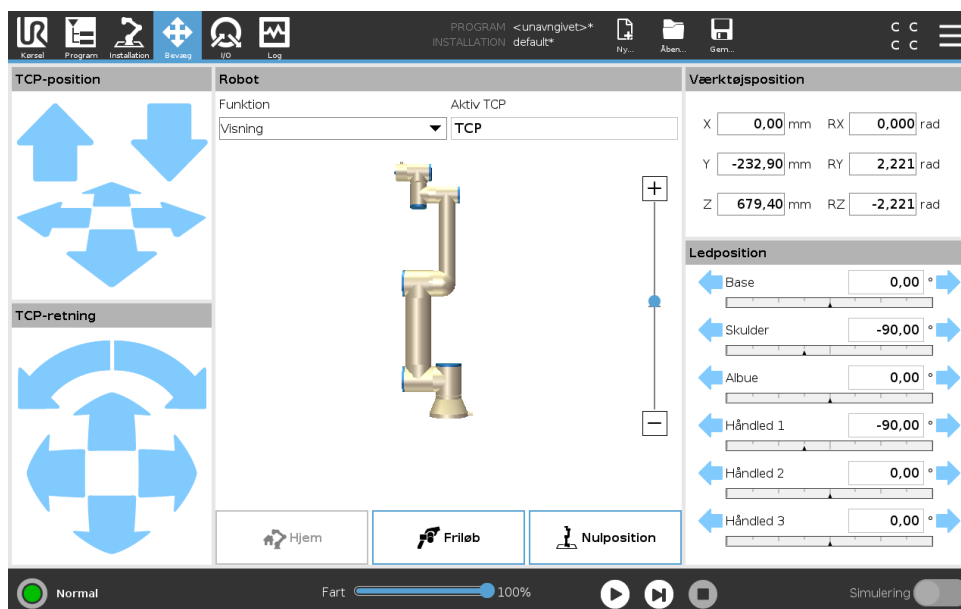 UR
Kørsel
Program
Installation
Bevæg
I/O
Log
PROGRAM <unavngivet>*
INSTALLATION default*
Ny...
Åben...
Gem...
C C
C C
TCP-position
Robot
Værktøjsposition
Funktion
Aktiv TCP
Visning
TCP
X 0,00 mm RX 0,000 rad
Y -232,90 mm RY 2,221 rad
Z 679,40 mm RZ -2,221 rad
+
−
TCP-retning
Ledposition
Base 0,00 °
Skulder -90,00 °
Albue 0,00 °
Håndled 1 -90,00 °
Håndled 2 0,00 °
Håndled 3 0,00 °
Hjem
Friløb
Nulposition
Normal
Fart 100%
Simulering